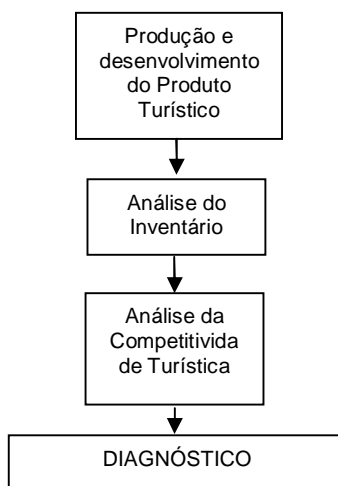 Produção e
desenvolvimento
do Produto
Turístico
Análise do
Inventário
Análise da
Competitivida
de Turística
DIAGNÓSTICO